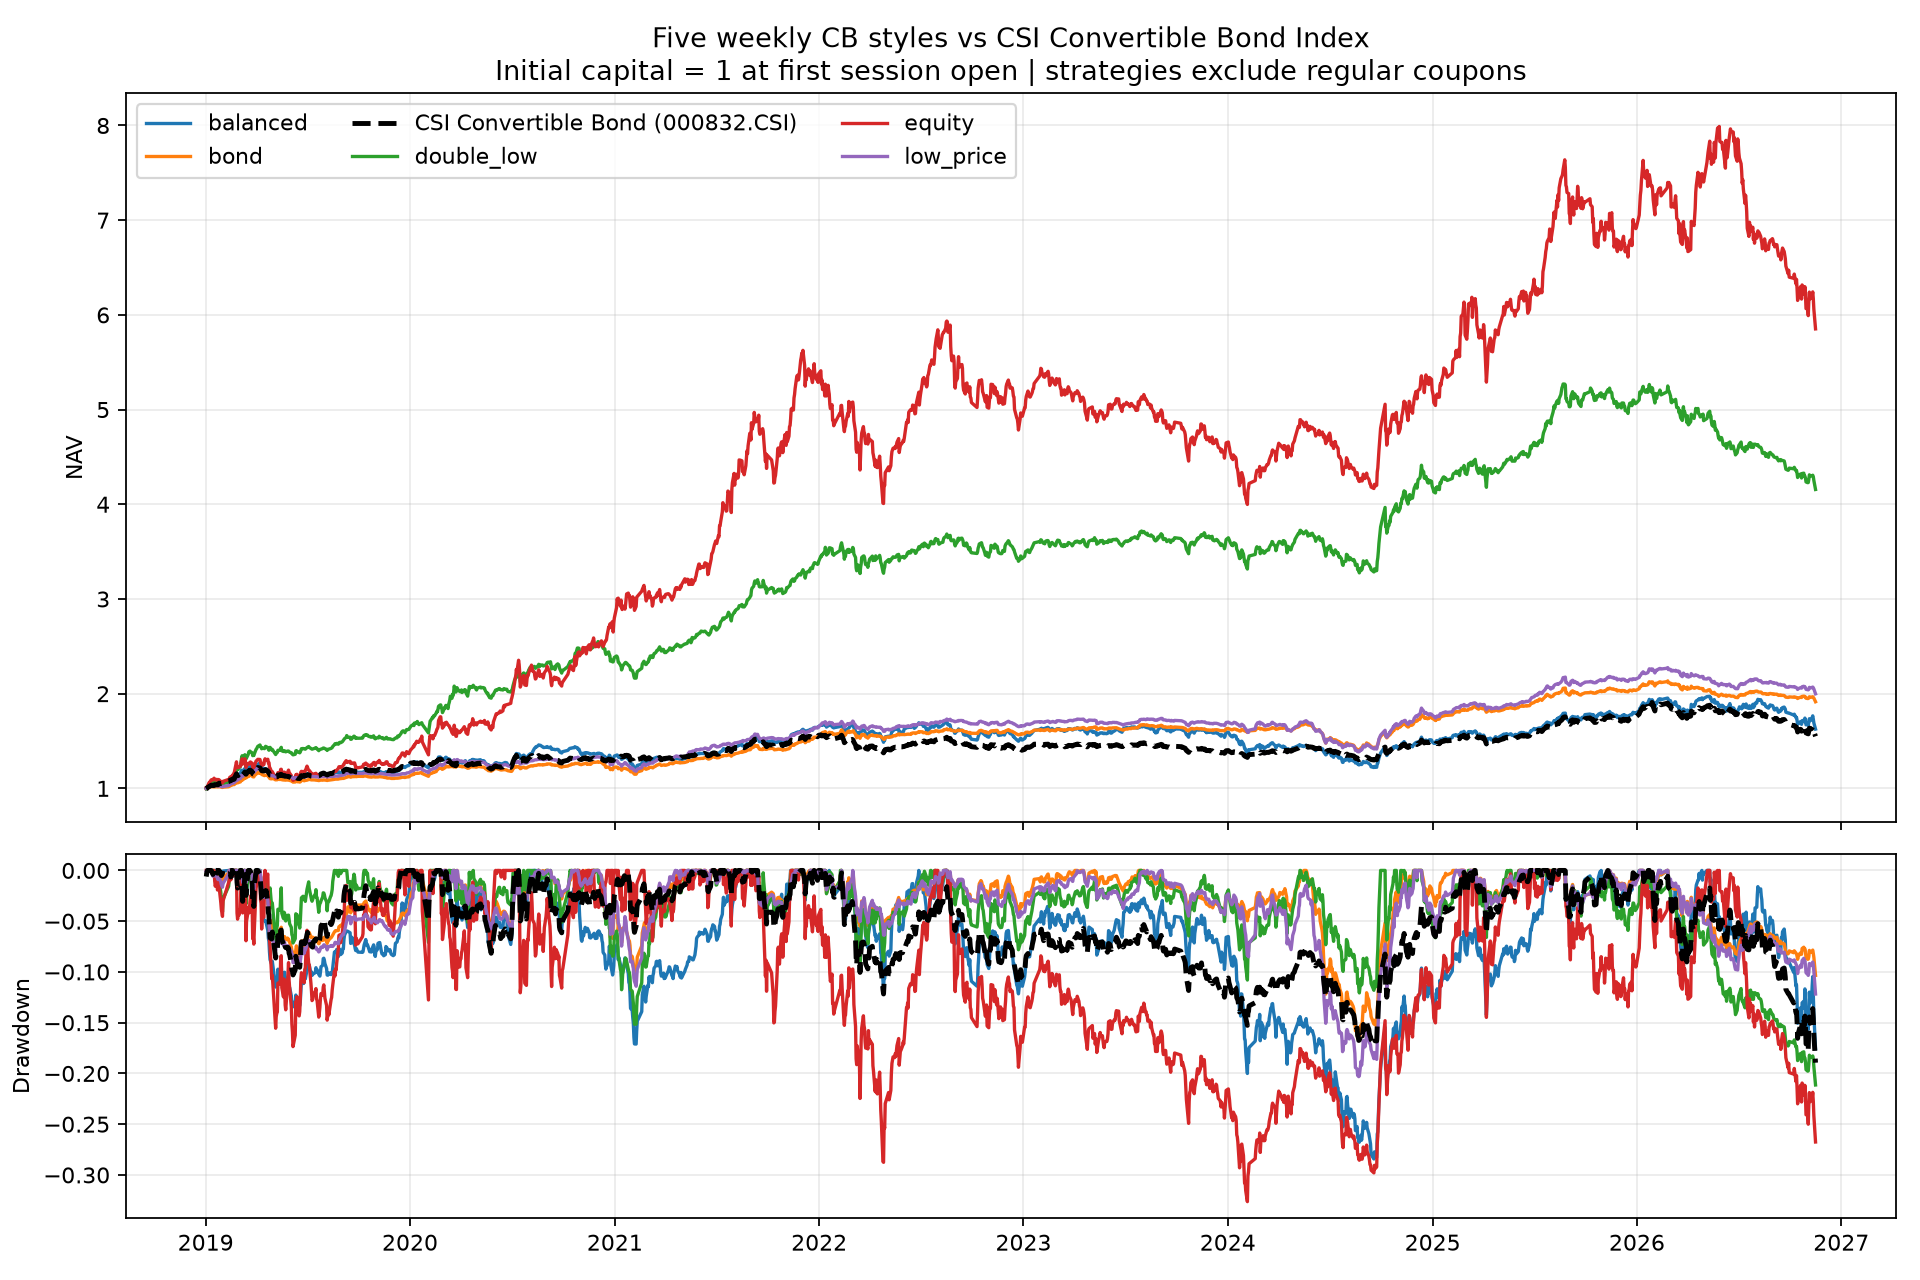 Five weekly CB styles vs CSI Convertible Bond Index
Initial capital = 1 at first session open | strategies exclude regular coupons
balanced
bond
CSI Convertible Bond (000832.CSI)
double_low
equity
low_price
NAV
8
7
6
5
4
3
2
1
Drawdown
0.00
−0.05
−0.10
−0.15
−0.20
−0.25
−0.30
2019 2020 2021 2022 2023 2024 2025 2026 2027